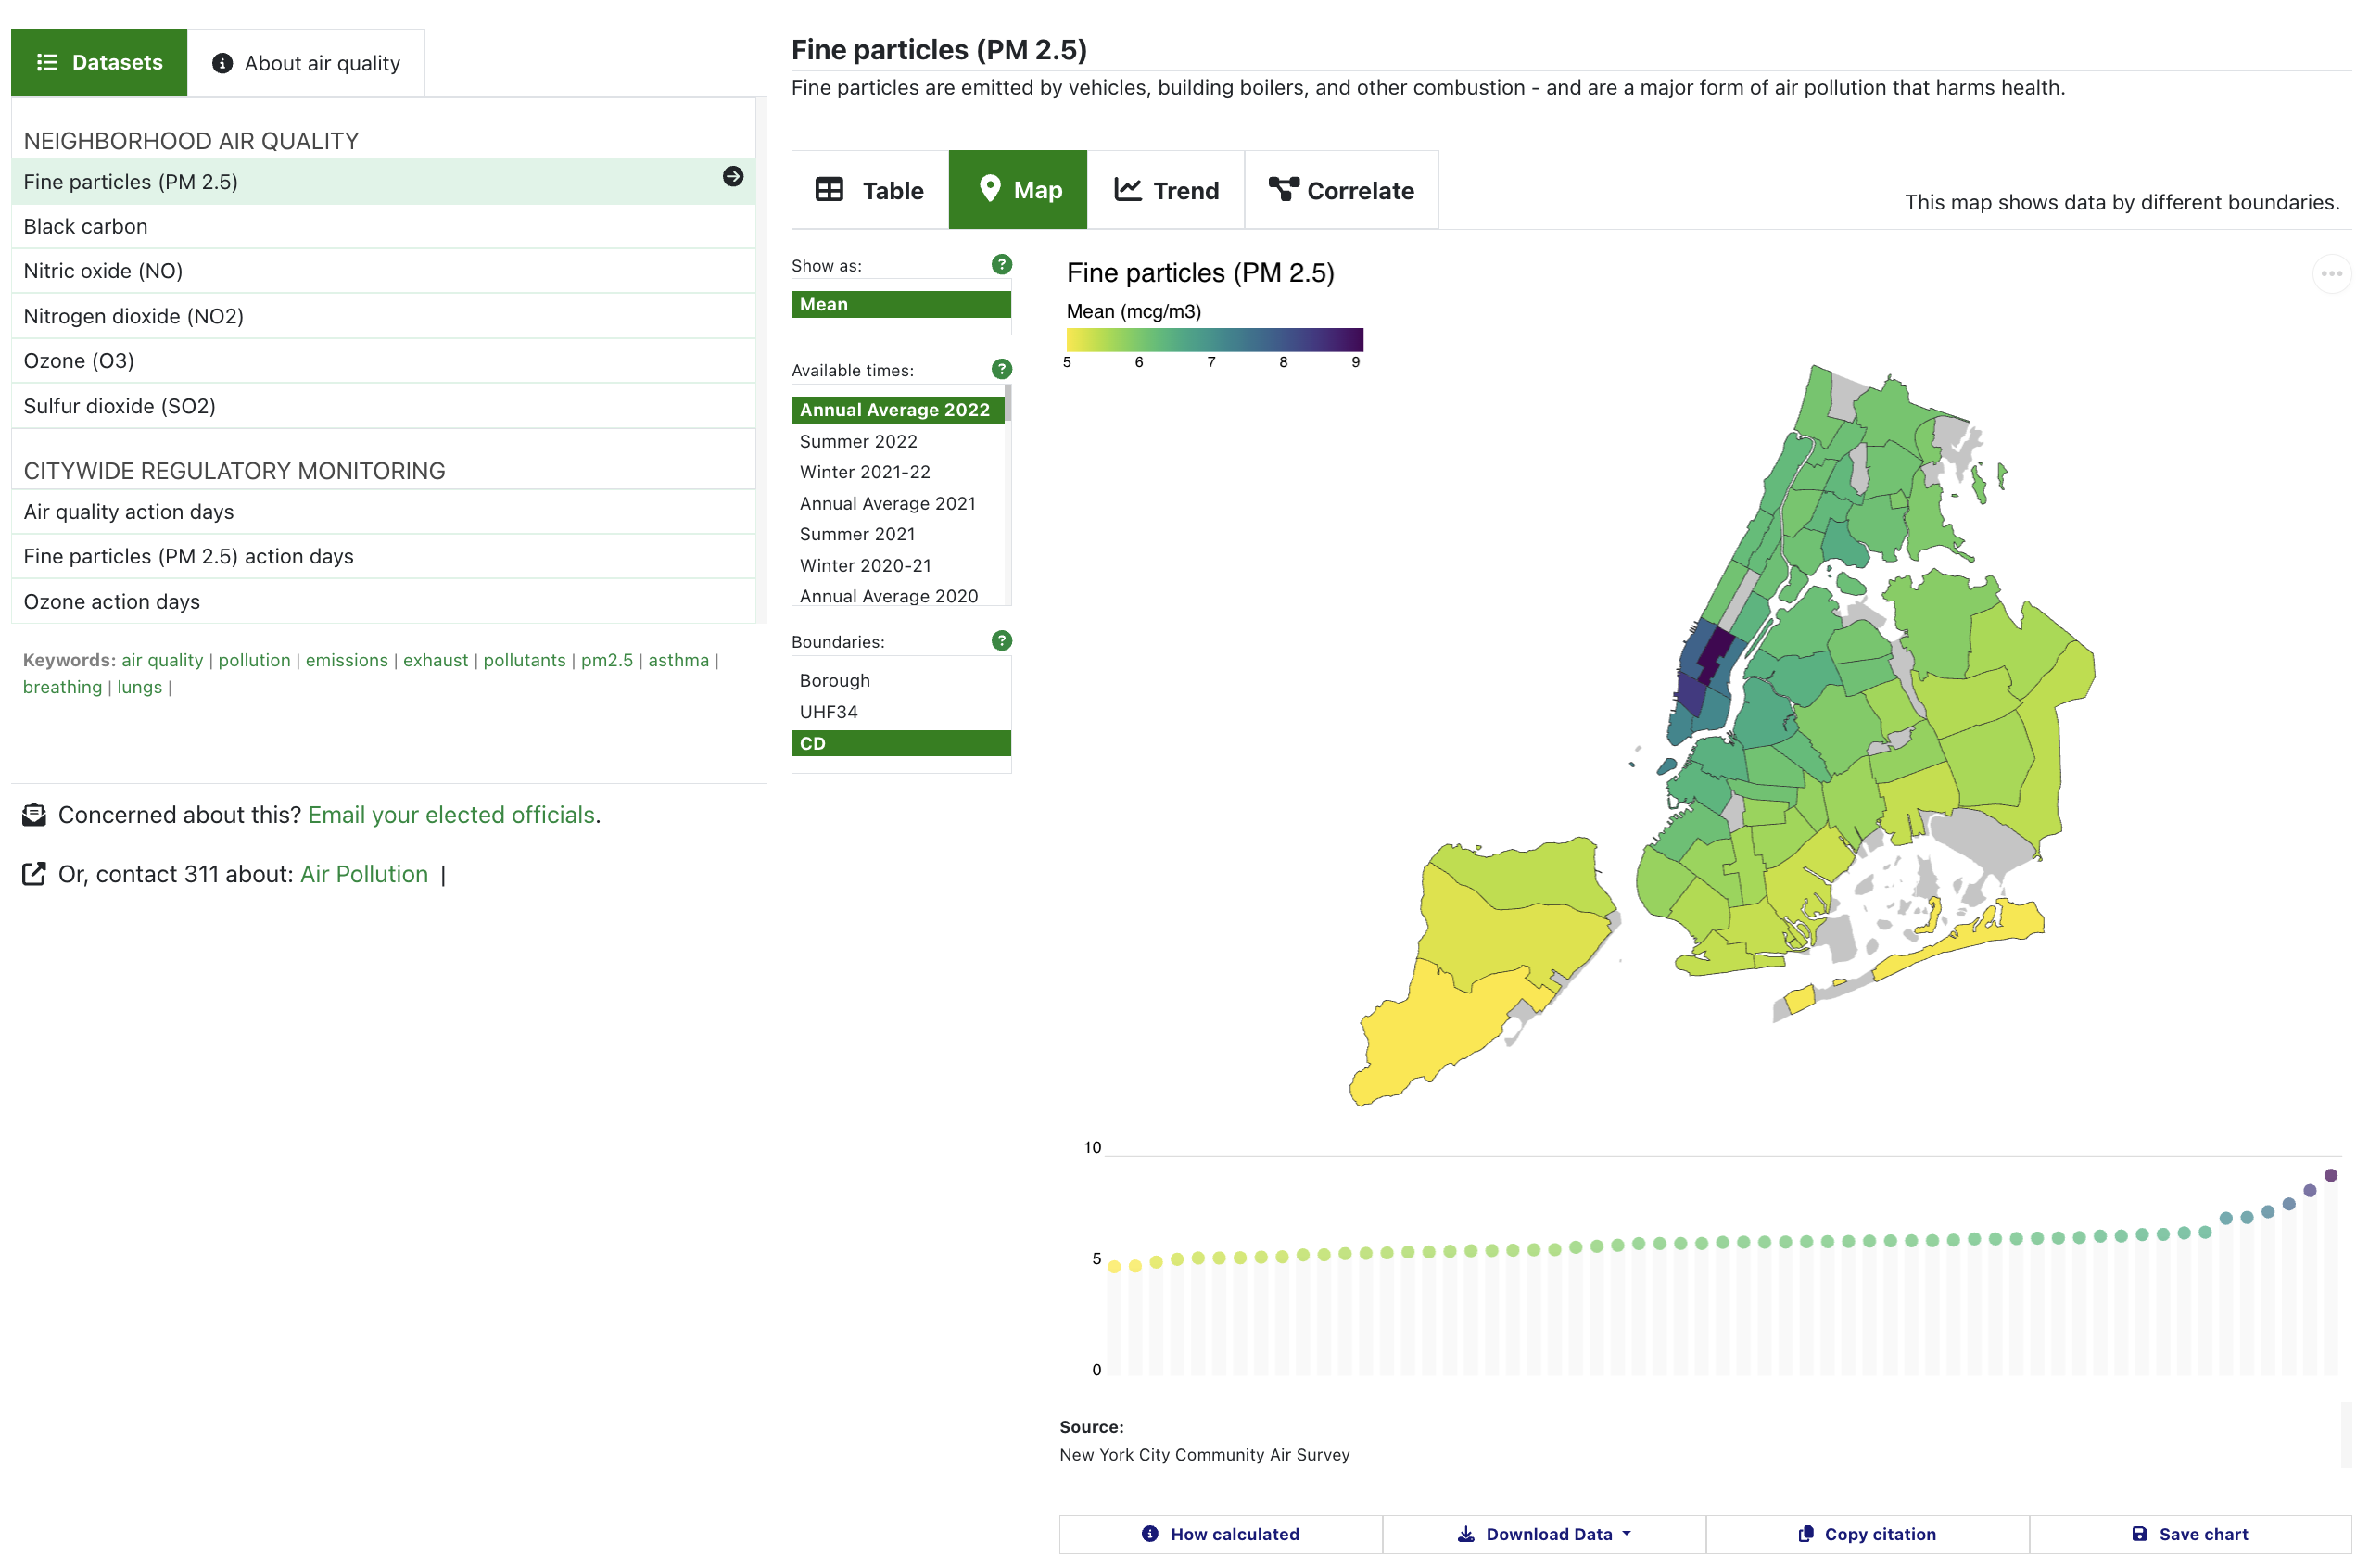 Datasets
About air quality
NEIGHBORHOOD AIR QUALITY
Fine particles (PM 2.5)
Black carbon
Nitric oxide (NO)
Nitrogen dioxide (NO2)
Ozone (O3)
Sulfur dioxide (SO2)
CITYWIDE REGULATORY MONITORING
Air quality action days
Fine particles (PM 2.5) action days
Ozone action days
Keywords: air quality | pollution | emissions | exhaust | pollutants | pm2.5 | asthma |
breathing | lungs |
Concerned about this? Email your elected officials.
Or, contact 311 about: Air Pollution |
Fine particles (PM 2.5)
Fine particles are emitted by vehicles, building boilers, and other combustion - and are a major form of air pollution that harms health.
Table
Map
Trend
Correlate
This map shows data by different boundaries.
Show as: ?
Mean
Available times: ?
Annual Average 2022
Summer 2022
Winter 2021-22
Annual Average 2021
Summer 2021
Winter 2020-21
Annual Average 2020
Boundaries: ?
Borough
UHF34
CD
Fine particles (PM 2.5)
Mean (mcg/m3)
5 6 7 8 9
10
5
0
Source:
New York City Community Air Survey
How calculated
Download Data
Copy citation
Save chart